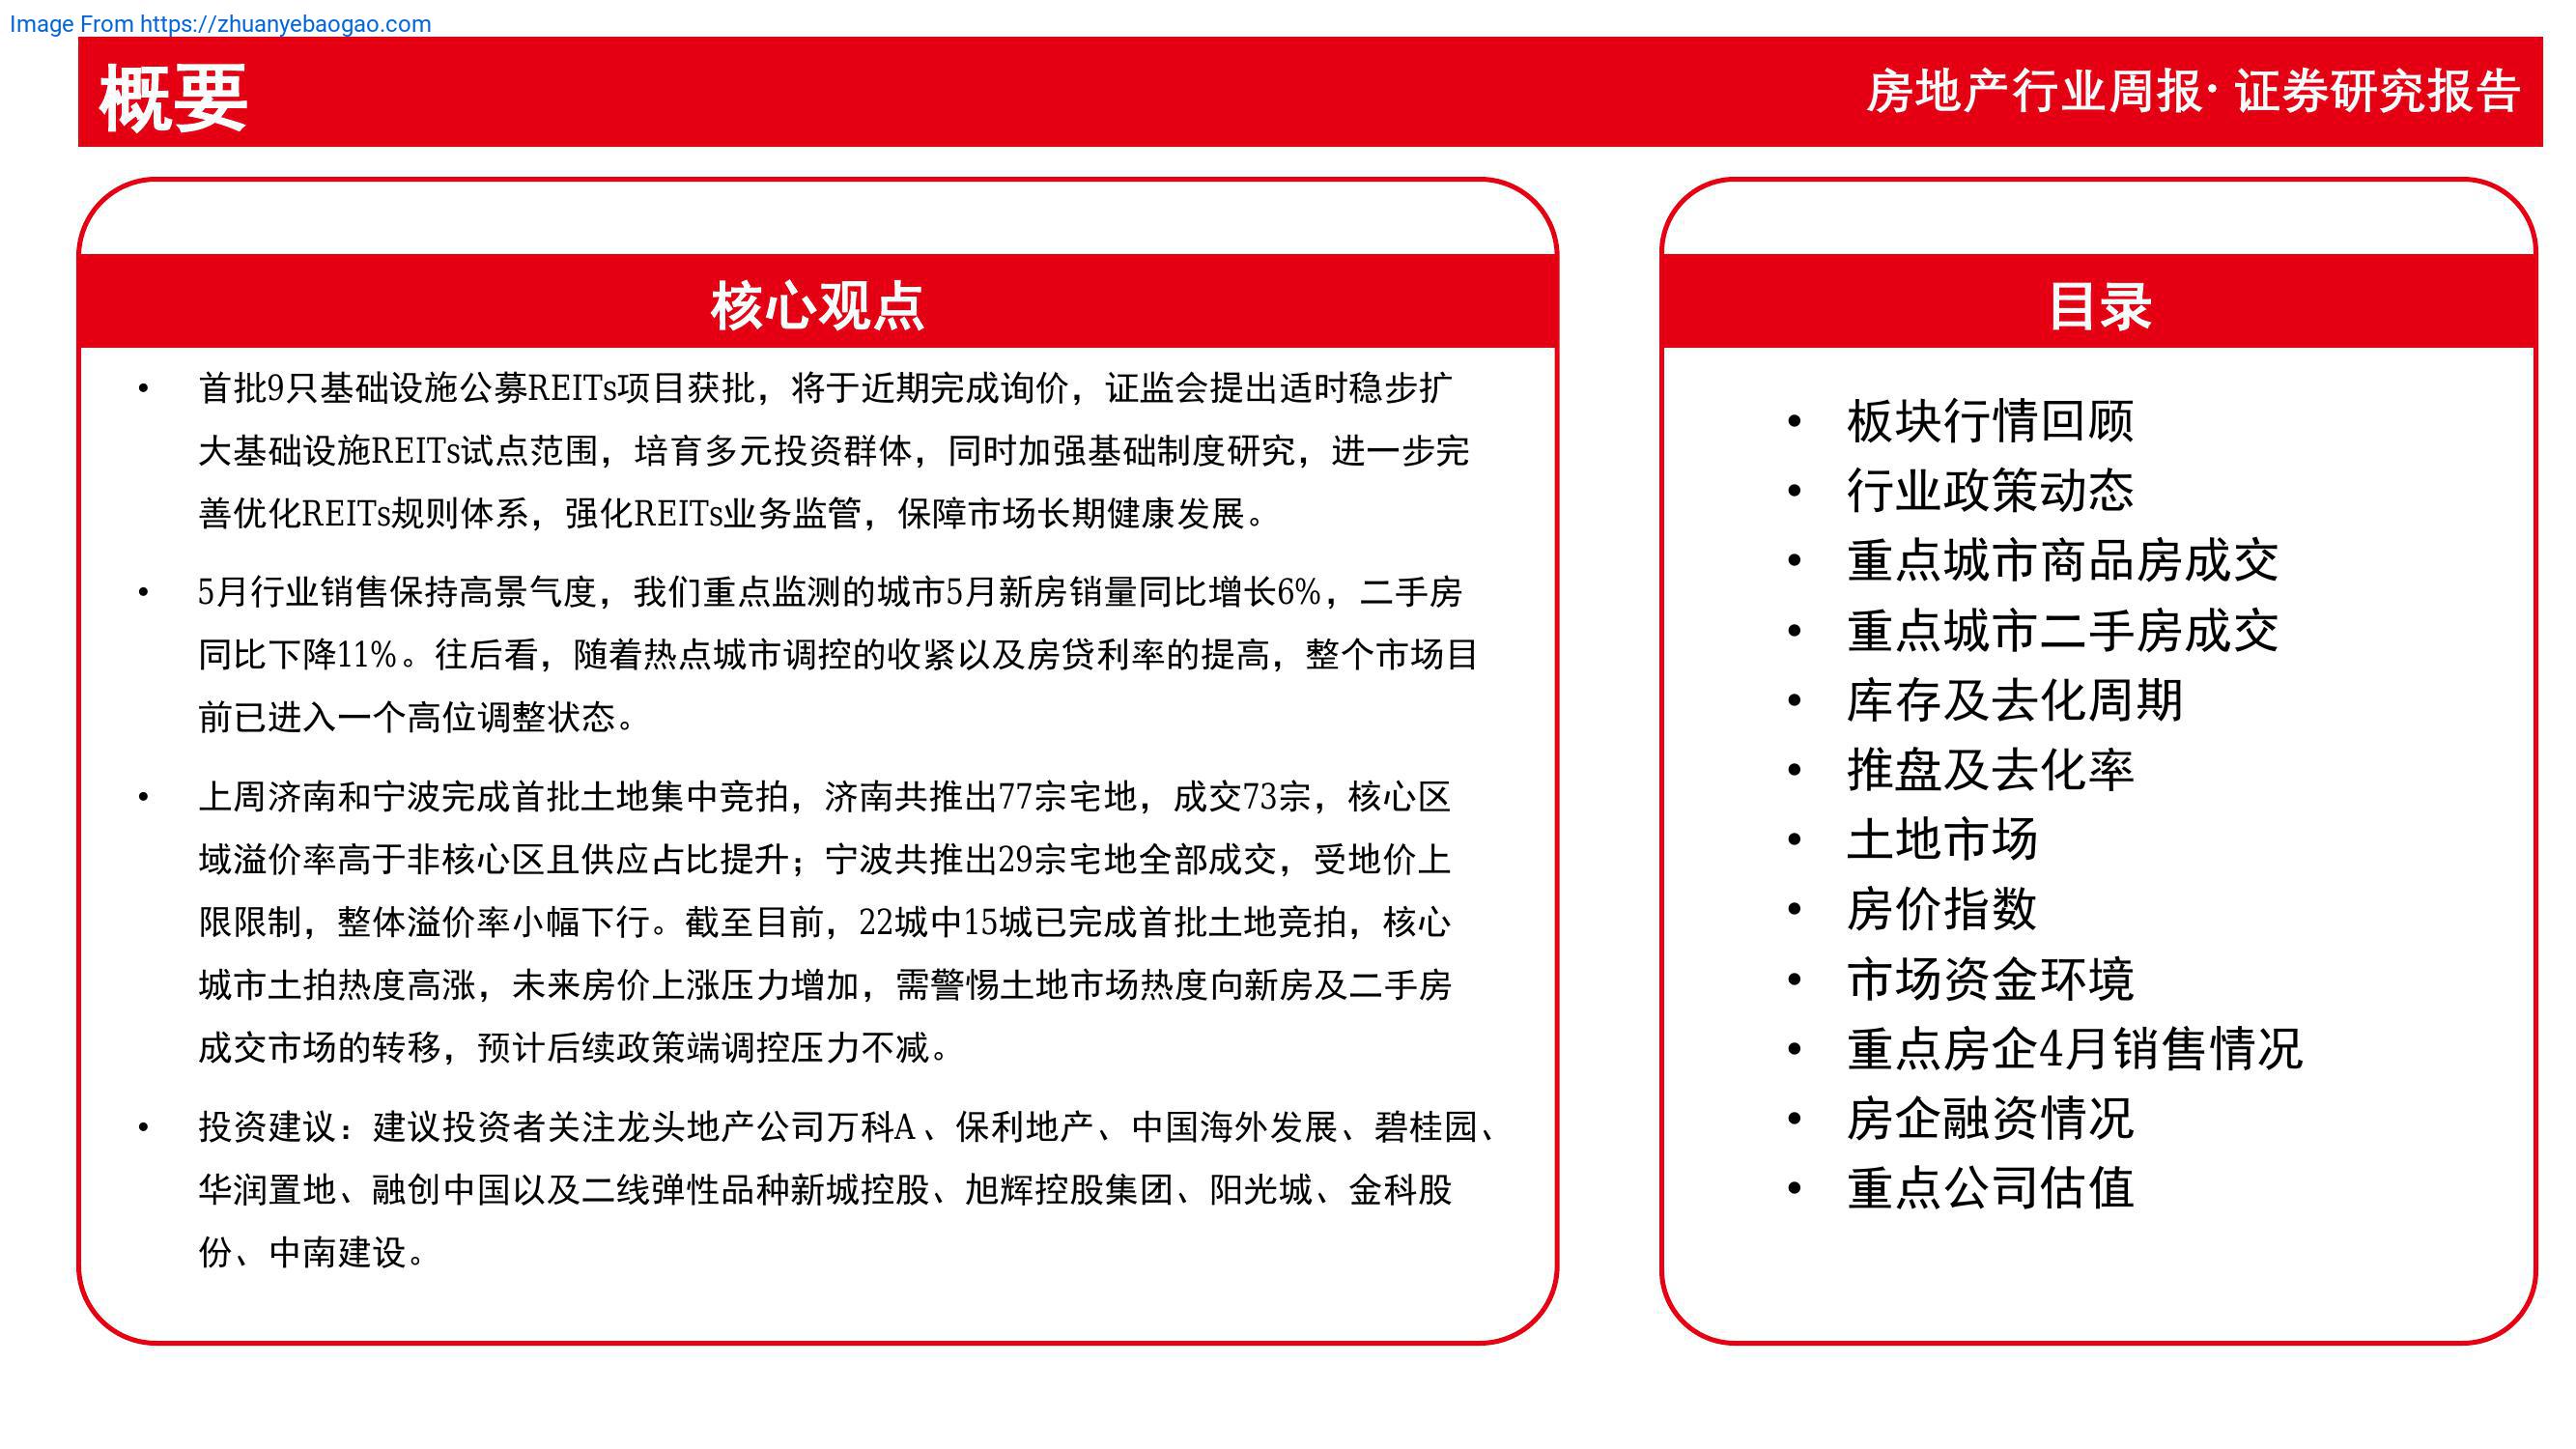 Image From https://zhuanyebaogao.com
概要
房地产行业周报· 证券研究报告
核心观点
• 首批9只基础设施公募REITs项目获批，将于近期完成询价，证监会提出适时稳步扩
大基础设施REITs试点范围，培育多元投资群体，同时加强基础制度研究，进一步完
善优化REITs规则体系，强化REITs业务监管，保障市场长期健康发展。
• 5月行业销售保持高景气度，我们重点监测的城市5月新房销量同比增长6%，二手房
同比下降11%。往后看，随着热点城市调控的收紧以及房贷利率的提高，整个市场目
前已进入一个高位调整状态。
• 上周济南和宁波完成首批土地集中竞拍，济南共推出77宗宅地，成交73宗，核心区
域溢价率高于非核心区且供应占比提升；宁波共推出29宗宅地全部成交，受地价上
限限制，整体溢价率小幅下行。截至目前，22城中15城已完成首批土地竞拍，核心
城市土拍热度高涨，未来房价上涨压力增加，需警惕土地市场热度向新房及二手房
成交市场的转移，预计后续政策端调控压力不减。
• 投资建议：建议投资者关注龙头地产公司万科A、保利地产、中国海外发展、碧桂园、
华润置地、融创中国以及二线弹性品种新城控股、旭辉控股集团、阳光城、金科股
份、中南建设。
目录
• 板块行情回顾
• 行业政策动态
• 重点城市商品房成交
• 重点城市二手房成交
• 库存及去化周期
• 推盘及去化率
• 土地市场
• 房价指数
• 市场资金环境
• 重点房企4月销售情况
• 房企融资情况
• 重点公司估值